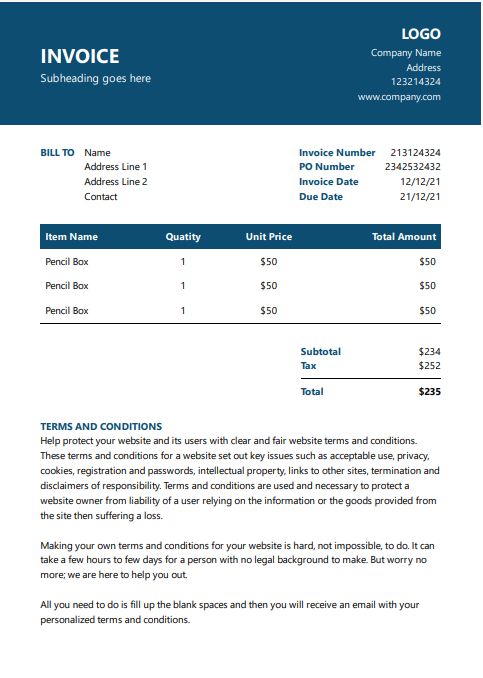 INVOICE
Subheading goes here
LOGO
Company Name
Address
123214324
www.company.com
BILL TO Name
Address Line 1
Address Line 2
Contact
Invoice Number 213124324
PO Number 2342532432
Invoice Date 12/12/21
Due Date 21/12/21
Item Name Quatity Unit Price Total Amount
Pencil Box 1 $50 $50
Pencil Box 1 $50 $50
Pencil Box 1 $50 $50
Subtotal $234
Tax $252
Total $235
TERMS AND CONDITIONS
Help protect your website and its users with clear and fair website terms and conditions.
These terms and conditions for a website set out key issues such as acceptable use, privacy,
cookies, registration and passwords, intellectual property, links to other sites, termination and
disclaimers of responsibility. Terms and conditions are used and necessary to protect a
website owner from liability of a user relying on the information or the goods provided from
the site then suffering a loss.
Making your own terms and conditions for your website is hard, not impossible, to do. It can
take a few hours to few days for a person with no legal background to make. But worry no
more; we are here to help you out.
All you need to do is fill up the blank spaces and then you will receive an email with your
personalized terms and conditions.